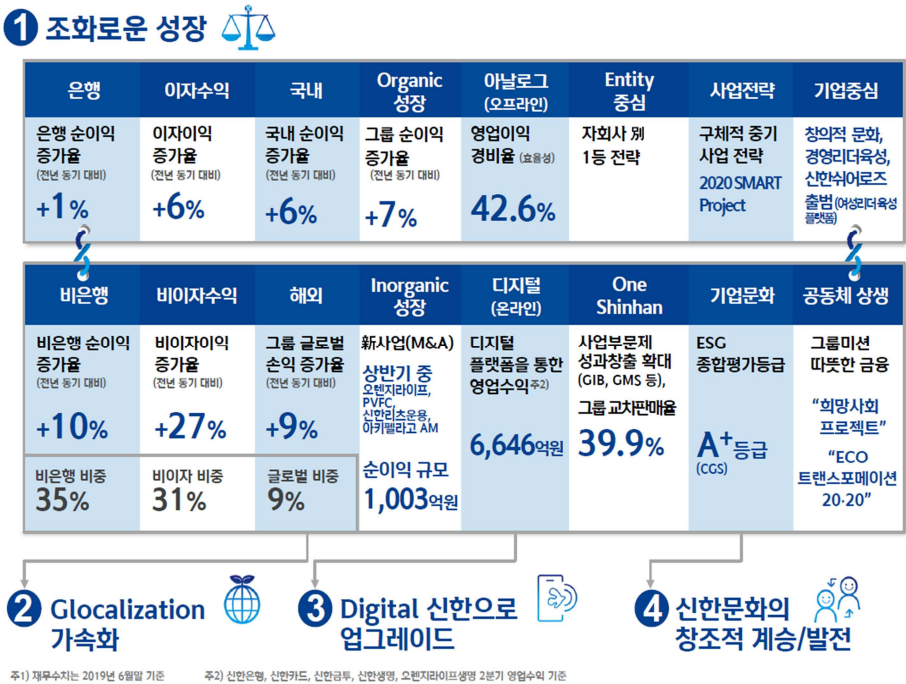 1 조화로운 성장
은행 이자수익 국내 Organic 성장 아날로그 (오프라인) Entity 중심 사업전략 기업중심
은행 순이익
증가율
(전년 동기 대비)
+1%
이자이익
증가율
(전년 동기 대비)
+6%
국내 순이익
증가율
(전년 동기 대비)
+6%
그룹 순이익
증가율
(전년 동기 대비)
+7%
영업이익
경비율 (효율성)
42.6%
자회사 別
1등 전략
구체적 중기
사업 전략
2020 SMART
Project
창의적 문화,
경영리더육성,
신한쉬어로즈
출범(여성리더육성
플랫폼)
비은행 비이자수익 해외 Inorganic 성장 디지털 (온라인) One Shinhan 기업문화 공동체 상생
비은행 순이익
증가율
(전년 동기 대비)
+10%
비은행 비중
35%
비이자이익
증가율
(전년 동기 대비)
+27%
비이자 비중
31%
그룹 글로벌
손익 증가율
(전년 동기 대비)
+9%
글로벌 비중
9%
新사업(M&A)
상반기 중
오렌지라이프,
PVFC,
신한리츠운용,
아키펠라고 AM
순이익 규모
1,003억원
디지털
플랫폼을 통한
영업수익주2)
6,646억원
사업부문제
성과창출 확대
(GIB, GMS 등),
그룹 교차판매율
39.9%
ESG
종합평가등급
A+등급
(CGS)
그룹미션
따뜻한 금융
“희망사회
프로젝트”
“ECO
트랜스포메이션
20·20”
2 Glocalization
가속화
3 Digital 신한으로
업그레이드
4 신한문화의
창조적 계승/발전
주1) 재무수치는 2019년 6월말 기준 주2) 신한은행, 신한카드, 신한금투, 신한생명, 오렌지라이프생명 2분기 영업수익 기준